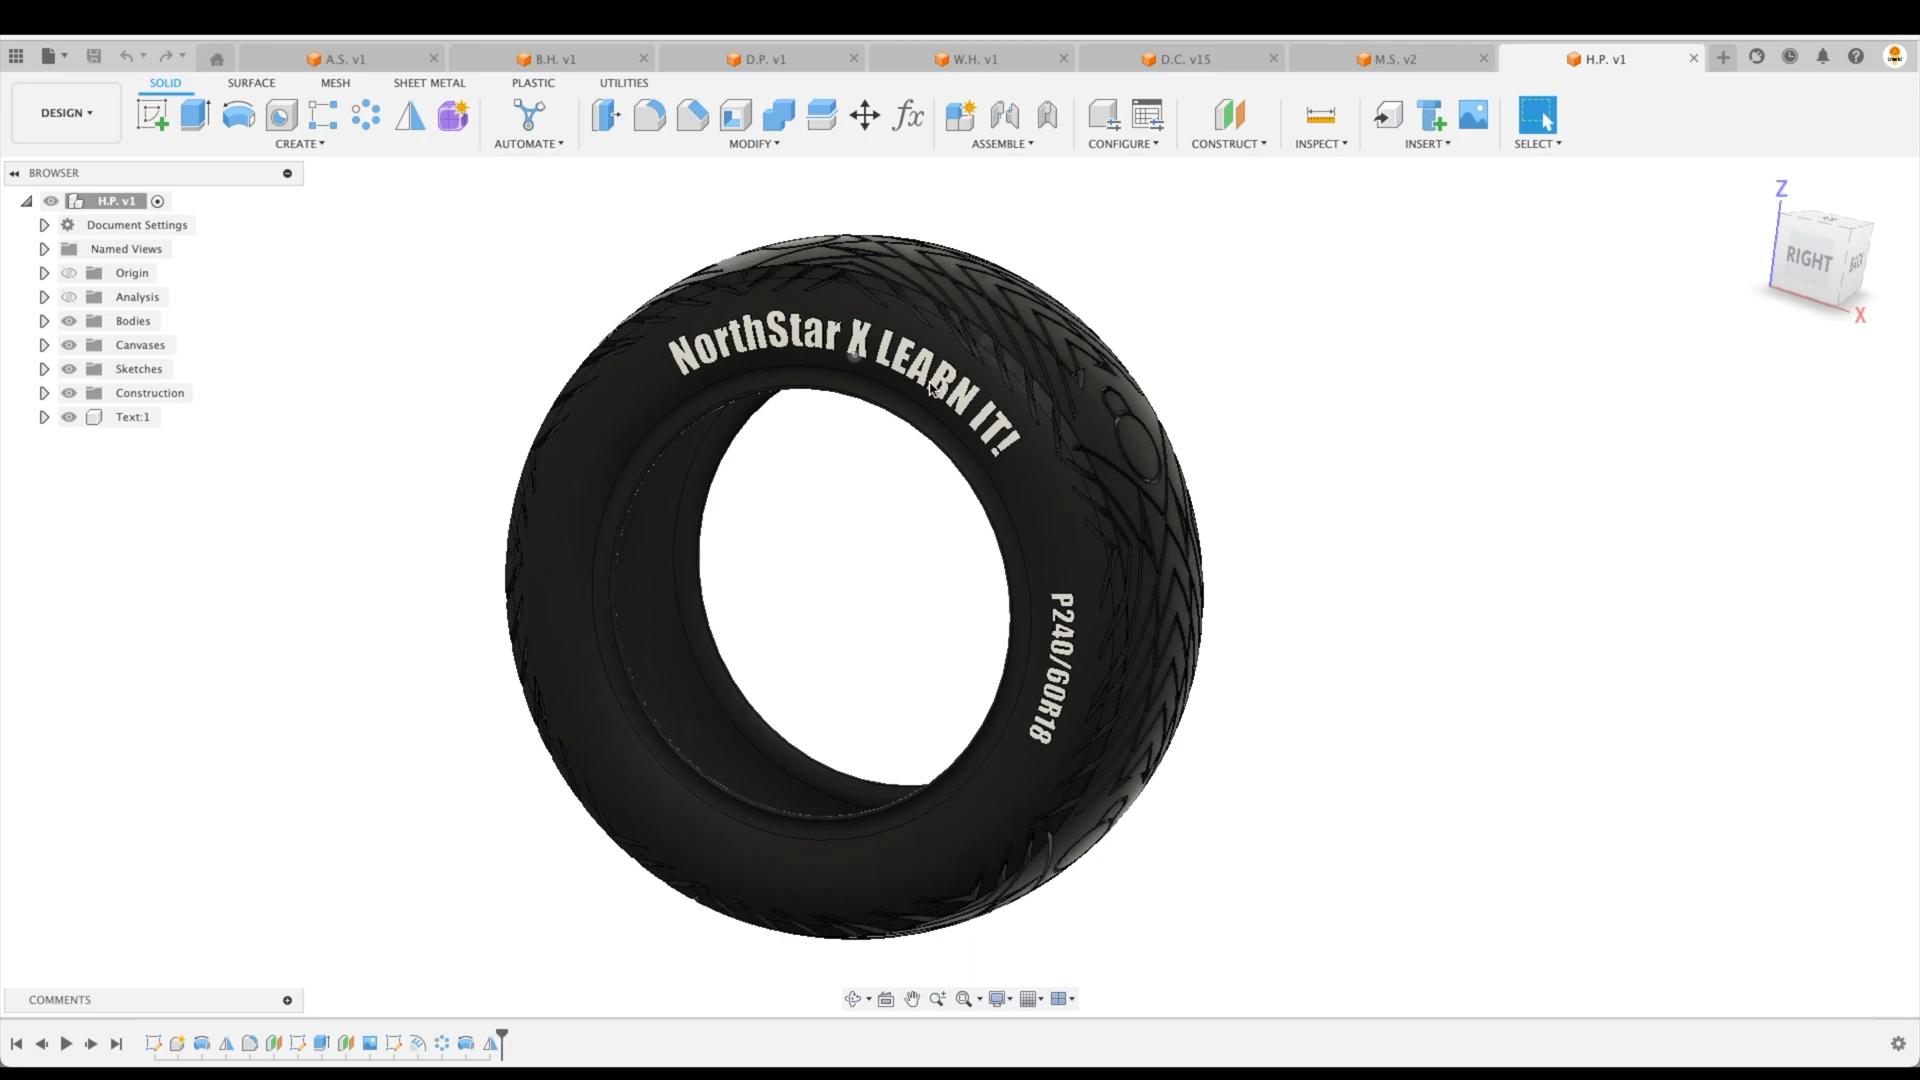 A.S. v1
B.H. v1
D.P. v1
W.H. v1
D.C. v15
M.S. v2
H.P. v1
SOLID
SURFACE
MESH
SHEET METAL
PLASTIC
UTILITIES
DESIGN
CREATE
AUTOMATE
MODIFY
fx
ASSEMBLE
CONFIGURE
CONSTRUCT
INSPECT
INSERT
SELECT
BROWSER
H.P. v1
Document Settings
Named Views
Origin
Analysis
Bodies
Canvases
Sketches
Construction
Text:1
Z
RIGHT
BACK
X
NorthStar X LEARN IT!
P240/60R18
COMMENTS